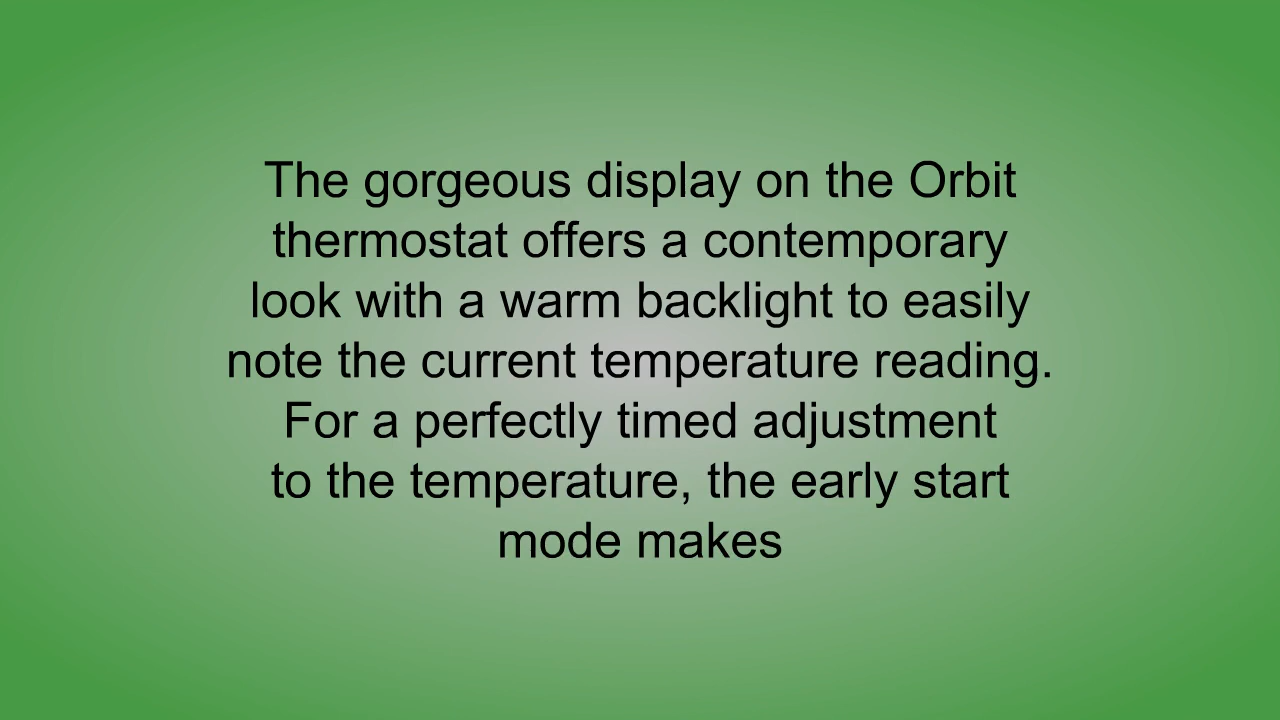 The gorgeous display on the Orbit
thermostat offers a contemporary
look with a warm backlight to easily
note the current temperature reading.
For a perfectly timed adjustment
to the temperature, the early start
mode makes